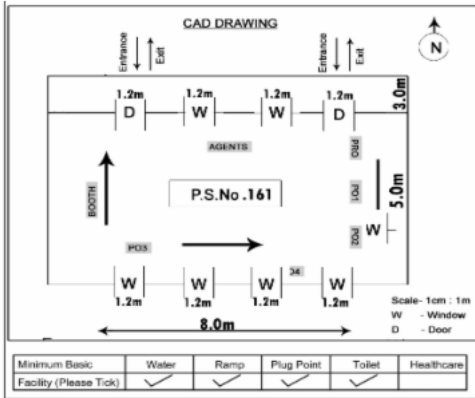 CAD DRAWING
Entrance
Exit
Entrance
Exit
N
1.2m 1.2m 1.2m 1.2m
D W W D
3.0m
AGENTS
PRO
BOOTH
P.S.No.161
PO1
5.0m
PO2
W
PO3
04
W W W W
1.2m 1.2m 1.2m 1.2m
8.0m
Scale- 1cm : 1m
W - Window
D - Door
Minimum Basic Water Ramp Plug Point Toilet Healthcare
Facility (Please Tick)